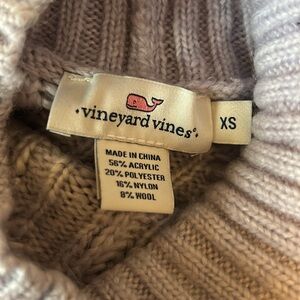 ·vineyard vines®
XS
MADE IN CHINA
56% ACRYLIC
20% POLYESTER
16% NYLON
8% WOOL